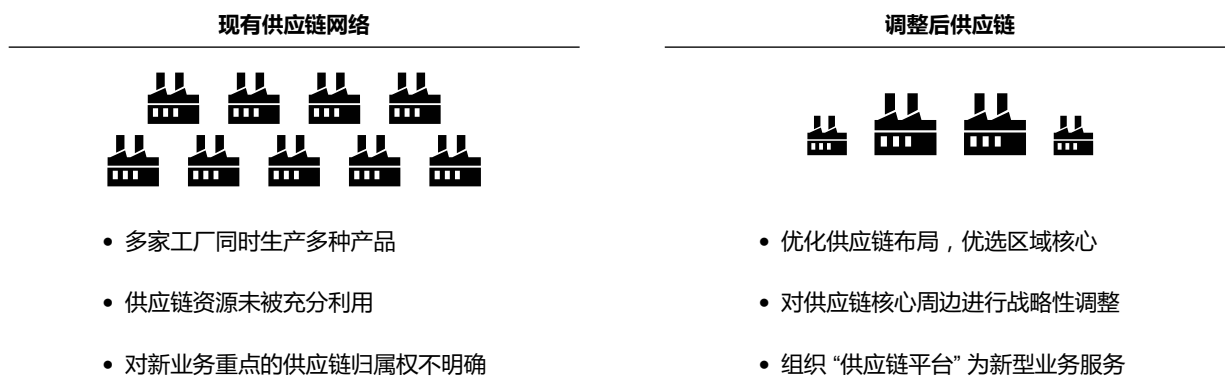 现有供应链网络
多家工厂同时生产多种产品
供应链资源未被充分利用
对新业务重点的供应链归属权不明确
调整后供应链
优化供应链布局，优选区域核心
对供应链核心周边进行战略性调整
组织 “供应链平台” 为新型业务服务